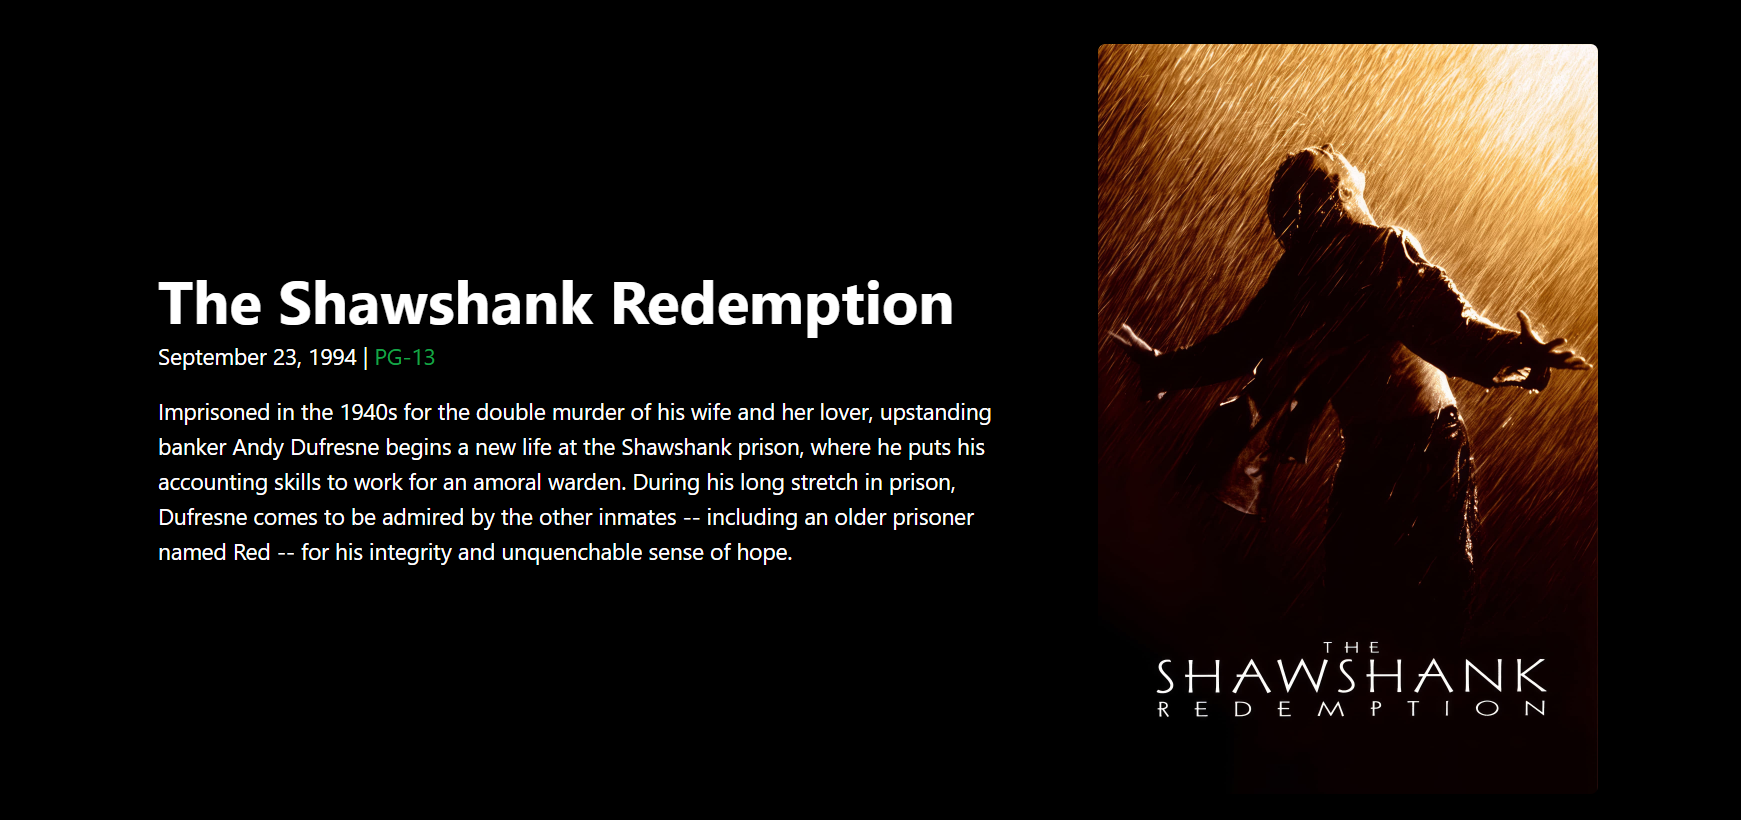 The Shawshank Redemption
September 23, 1994 | PG-13
Imprisoned in the 1940s for the double murder of his wife and her lover, upstanding
banker Andy Dufresne begins a new life at the Shawshank prison, where he puts his
accounting skills to work for an amoral warden. During his long stretch in prison,
Dufresne comes to be admired by the other inmates -- including an older prisoner
named Red -- for his integrity and unquenchable sense of hope.
THE
SHAWSHANK
REDEMPTION